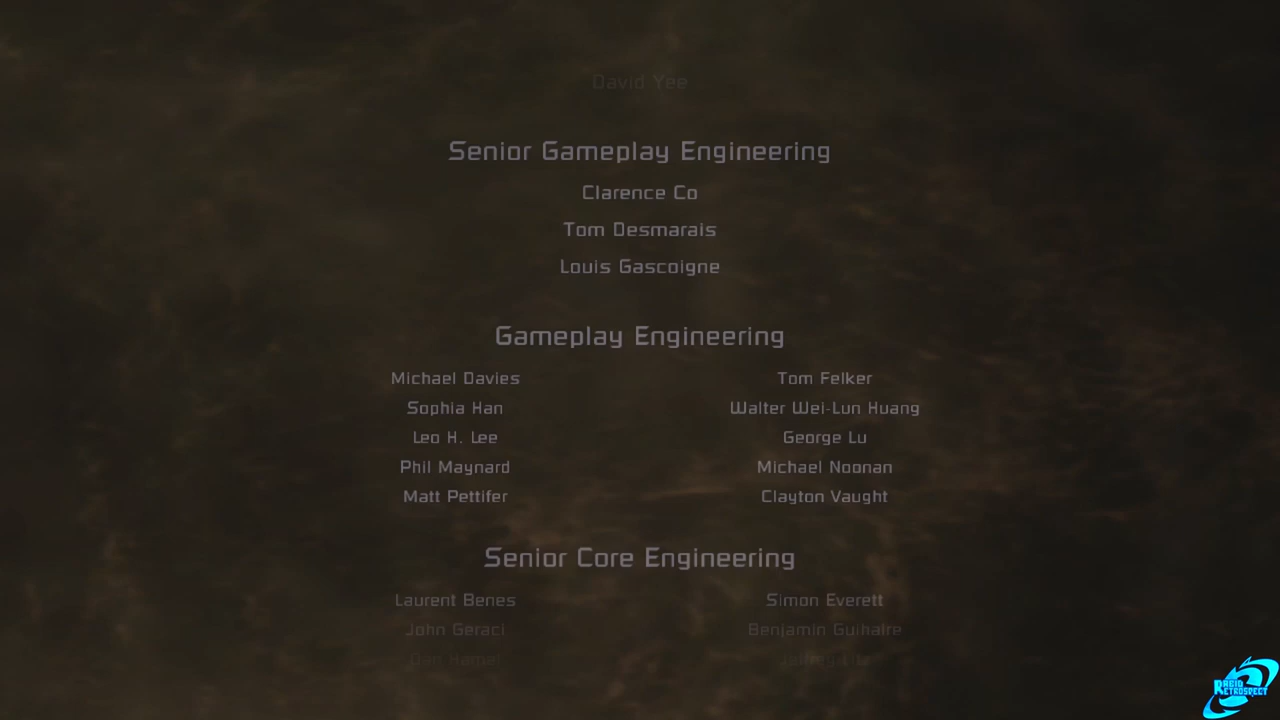 David Yee
Senior Gameplay Engineering
Clarence Co
Tom Desmarais
Louis Gascoigne
Gameplay Engineering
Michael Davies Tom Felker
Sophia Han Walter Wei-Lun Huang
Leo H. Lee George Lu
Phil Maynard Michael Noonan
Matt Pettifer Clayton Vaught
Senior Core Engineering
Laurent Benes Simon Everett
John Geraci Benjamin Guihaire
Dan
Retrospect